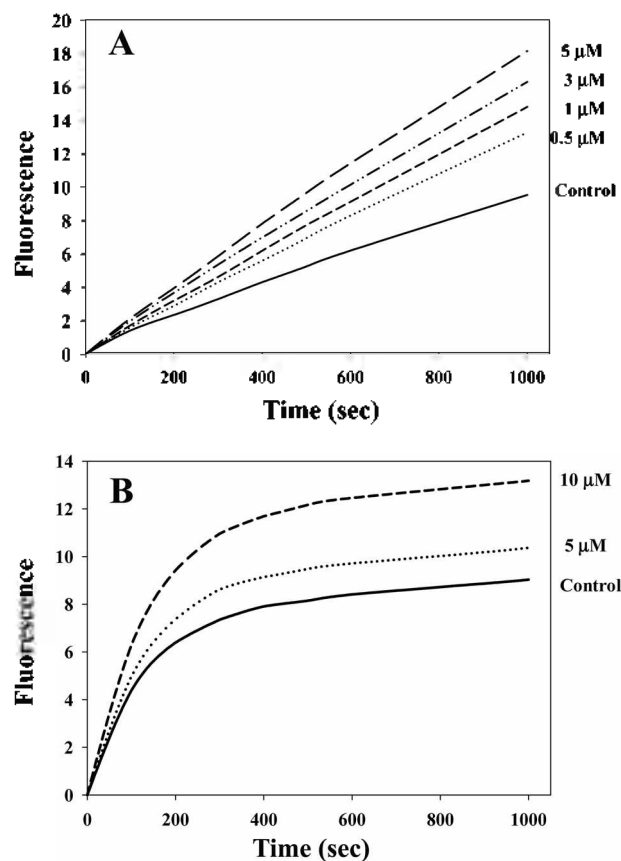 A
20
18
16
14
12
10
8
6
4
2
0
Fluorescence
5 µM
3 µM
1 µM
0.5 µM
Control
0 200 400 600 800 1000
Time (sec)
B
14
12
10
8
6
4
2
0
Fluorescence
10 µM
5 µM
Control
0 200 400 600 800 1000
Time (sec)